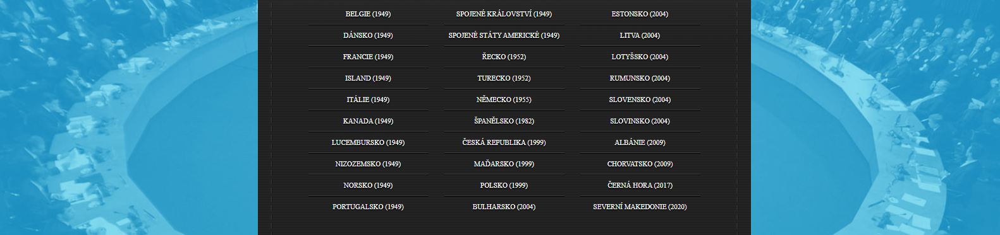 BELGIE (1949)
DÁNSKO (1949)
FRANCIE (1949)
ISLAND (1949)
ITÁLIE (1949)
KANADA (1949)
LUCEMBURSKO (1949)
NIZOZEMSKO (1949)
NORSKO (1949)
PORTUGALSKO (1949)
SPOJENÉ KRÁLOVSTVÍ (1949)
SPOJENÉ STÁTY AMERICKÉ (1949)
ŘECKO (1952)
TURECKO (1952)
NĚMECKO (1955)
ŠPANĚLSKO (1982)
ČESKÁ REPUBLIKA (1999)
MAĎARSKO (1999)
POLSKO (1999)
BULHARSKO (2004)
ESTONSKO (2004)
LITVA (2004)
LOTYŠSKO (2004)
RUMUNSKO (2004)
SLOVENSKO (2004)
SLOVINSKO (2004)
ALBÁNIE (2009)
CHORVATSKO (2009)
ČERNÁ HORA (2017)
SEVERNÍ MAKEDONIE (2020)